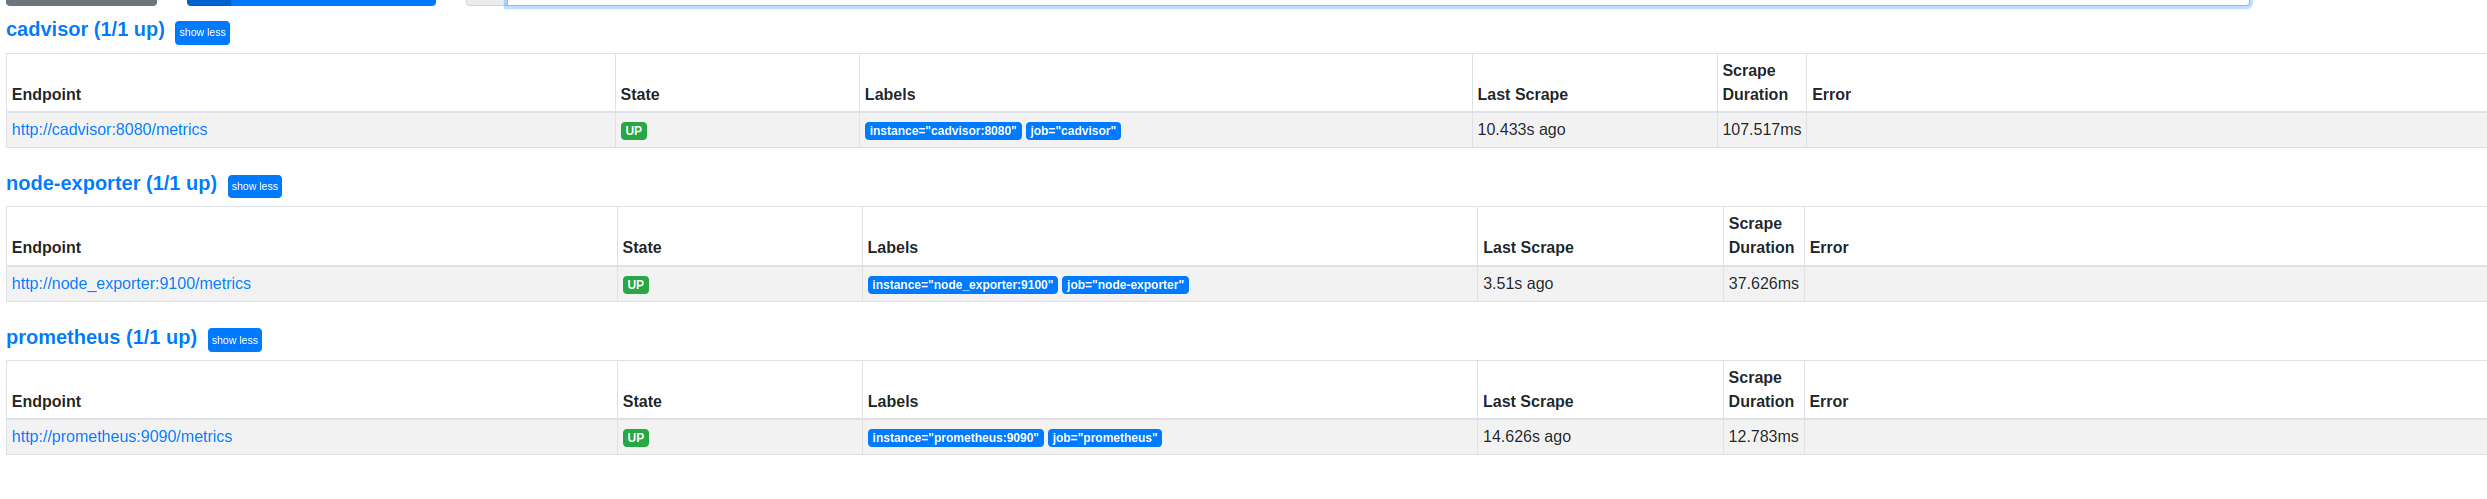 cadvisor (1/1 up) show less
Scrape
Endpoint State Labels Last Scrape Duration Error
http://cadvisor:8080/metrics UP instance="cadvisor:8080" job="cadvisor" 10.433s ago 107.517ms
node-exporter (1/1 up) show less
Scrape
Endpoint State Labels Last Scrape Duration Error
http://node_exporter:9100/metrics UP instance="node_exporter:9100" job="node-exporter" 3.51s ago 37.626ms
prometheus (1/1 up) show less
Scrape
Endpoint State Labels Last Scrape Duration Error
http://prometheus:9090/metrics UP instance="prometheus:9090" job="prometheus" 14.626s ago 12.783ms